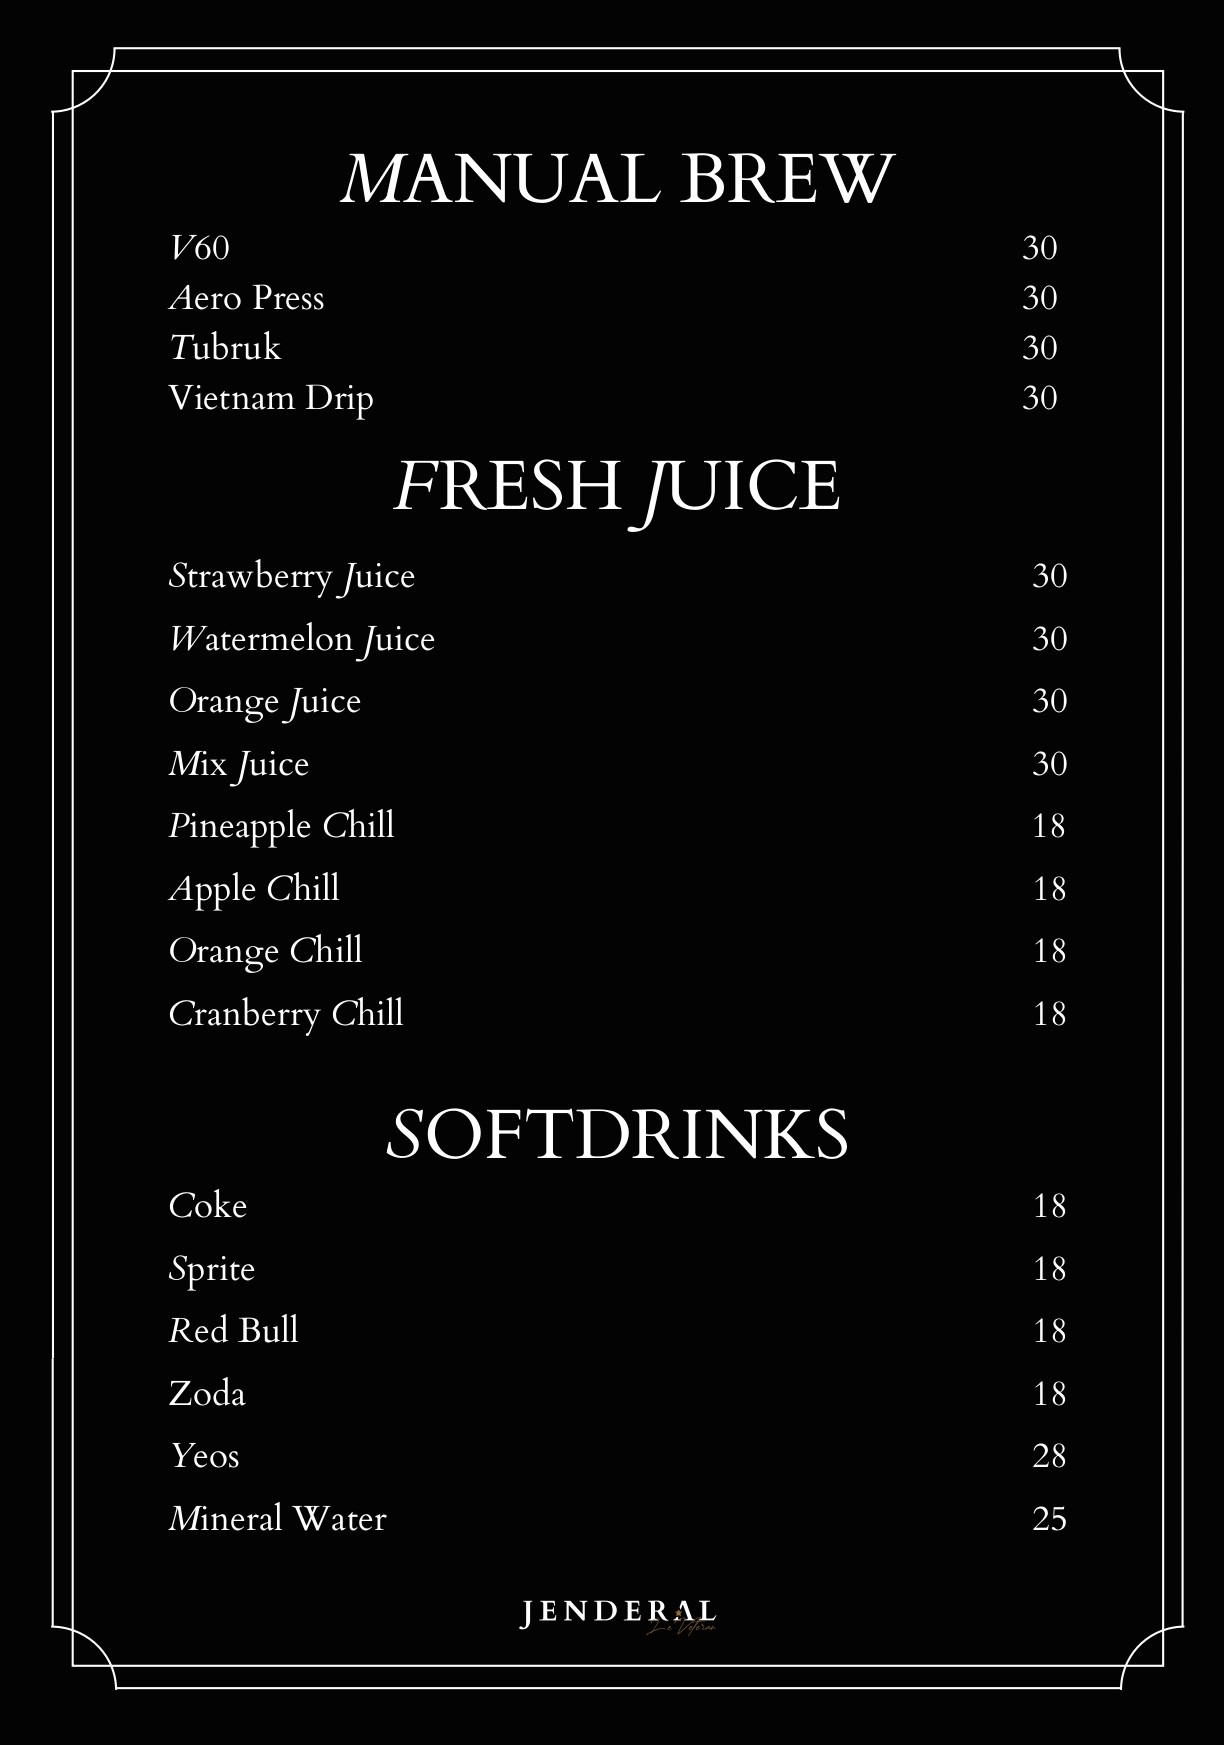 MANUAL BREW
V60 30
Aero Press 30
Tubruk 30
Vietnam Drip 30
FRESH JUICE
Strawberry Juice 30
Watermelon Juice 30
Orange Juice 30
Mix Juice 30
Pineapple Chill 18
Apple Chill 18
Orange Chill 18
Cranberry Chill 18
SOFTDRINKS
Coke 18
Sprite 18
Red Bull 18
Zoda 18
Yeos 28
Mineral Water 25
JENDERAL
Le Veteran